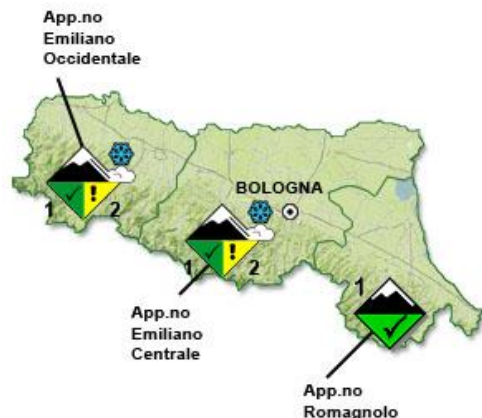 App.no
Emiliano
Occidentale
BOLOGNA
1
!
2
1
!
2
1
App.no
Emiliano
Centrale
App.no
Romagnolo